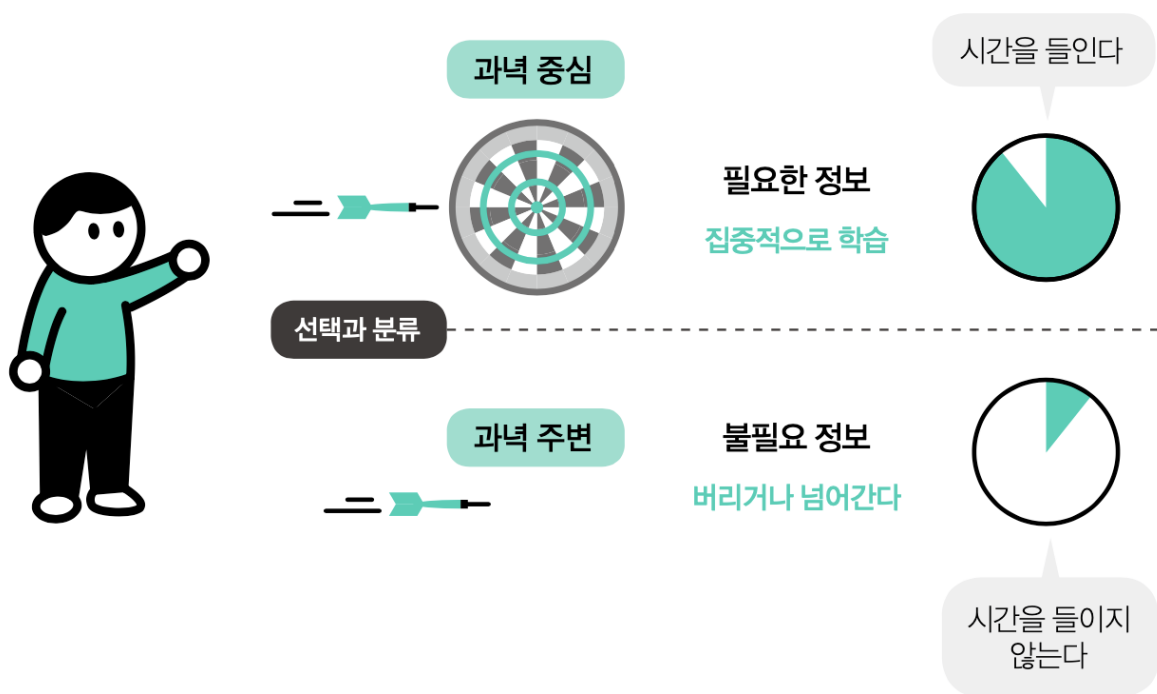 시간을 들인다
과녁 중심
필요한 정보
집중적으로 학습
선택과 분류
과녁 주변
불필요 정보
버리거나 넘어간다
시간을 들이지
않는다